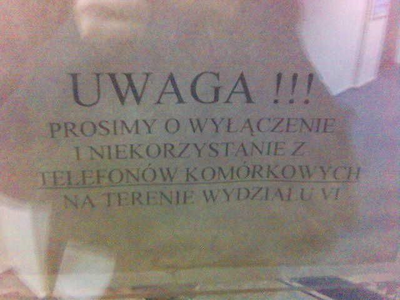 UWAGA !!!
PROSIMY O WYŁĄCZENIE
I NIEKORZYSTANIE Z
TELEFONÓW KOMÓRKOWYCH
NA TERENIE WYDZIAŁU VI